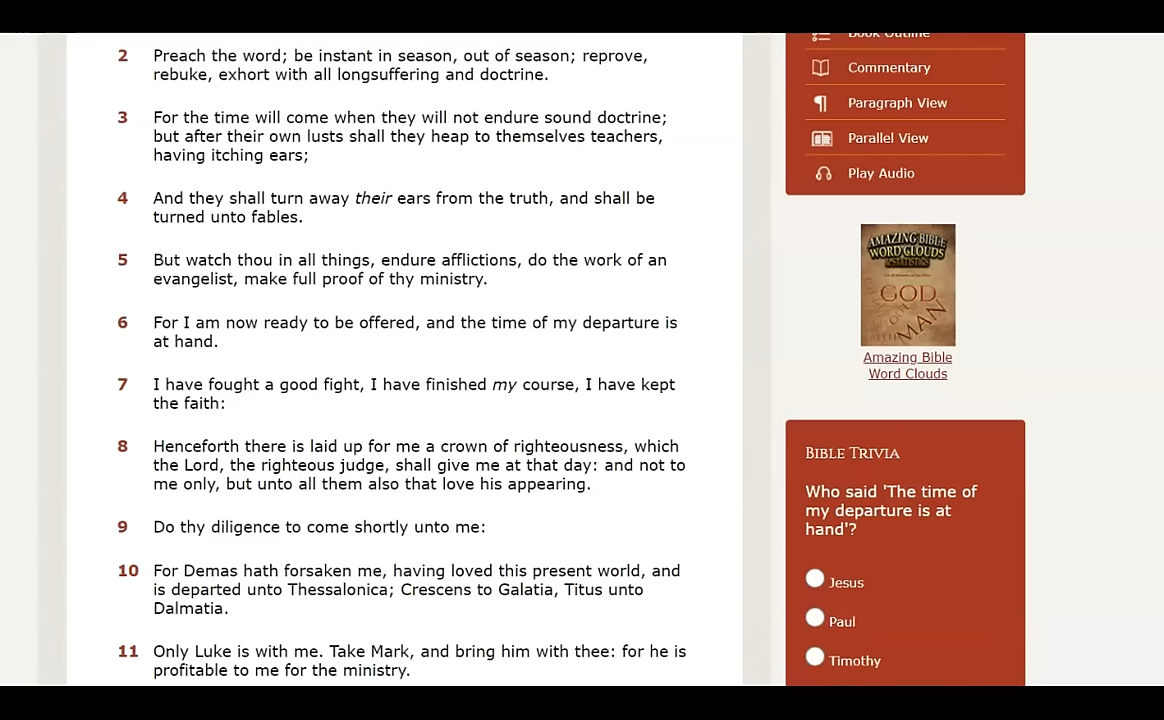 2 Preach the word; be instant in season, out of season; reprove,
rebuke, exhort with all longsuffering and doctrine.
3 For the time will come when they will not endure sound doctrine;
but after their own lusts shall they heap to themselves teachers,
having itching ears;
4 And they shall turn away their ears from the truth, and shall be
turned unto fables.
5 But watch thou in all things, endure afflictions, do the work of an
evangelist, make full proof of thy ministry.
6 For I am now ready to be offered, and the time of my departure is
at hand.
7 I have fought a good fight, I have finished my course, I have kept
the faith:
8 Henceforth there is laid up for me a crown of righteousness, which
the Lord, the righteous judge, shall give me at that day: and not to
me only, but unto all them also that love his appearing.
9 Do thy diligence to come shortly unto me:
10 For Demas hath forsaken me, having loved this present world, and
is departed unto Thessalonica; Crescens to Galatia, Titus unto
Dalmatia.
11 Only Luke is with me. Take Mark, and bring him with thee: for he is
profitable to me for the ministry.
Book Outline
Commentary
Paragraph View
Parallel View
Play Audio
AMAZING BIBLE
WORD CLOUDS
& STATISTICS
GOD
MAN
Amazing Bible
Word Clouds
BIBLE TRIVIA
Who said 'The time of
my departure is at
hand'?
Jesus
Paul
Timothy